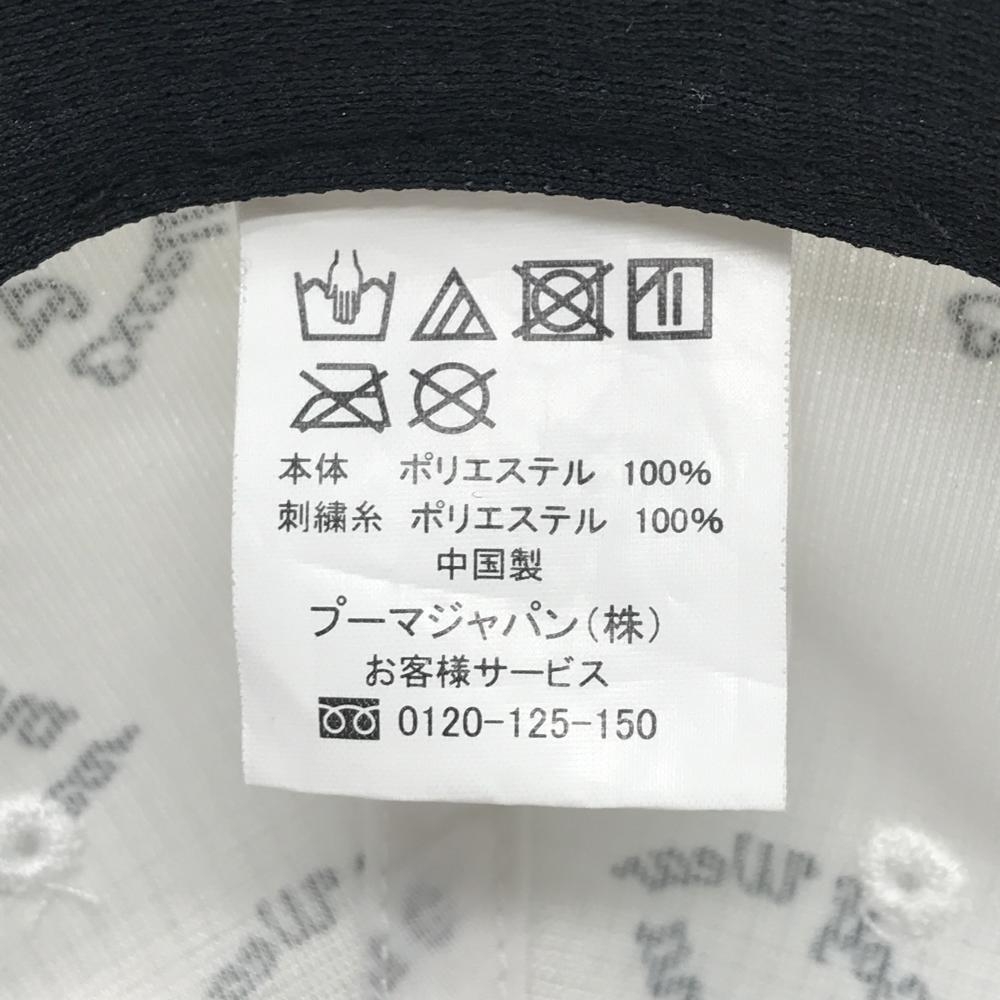 本体 ポリエステル 100%
刺繍糸 ポリエステル 100%
中国製
プーマジャパン(株)
お客様サービス
0120-125-150
Wear
Wear